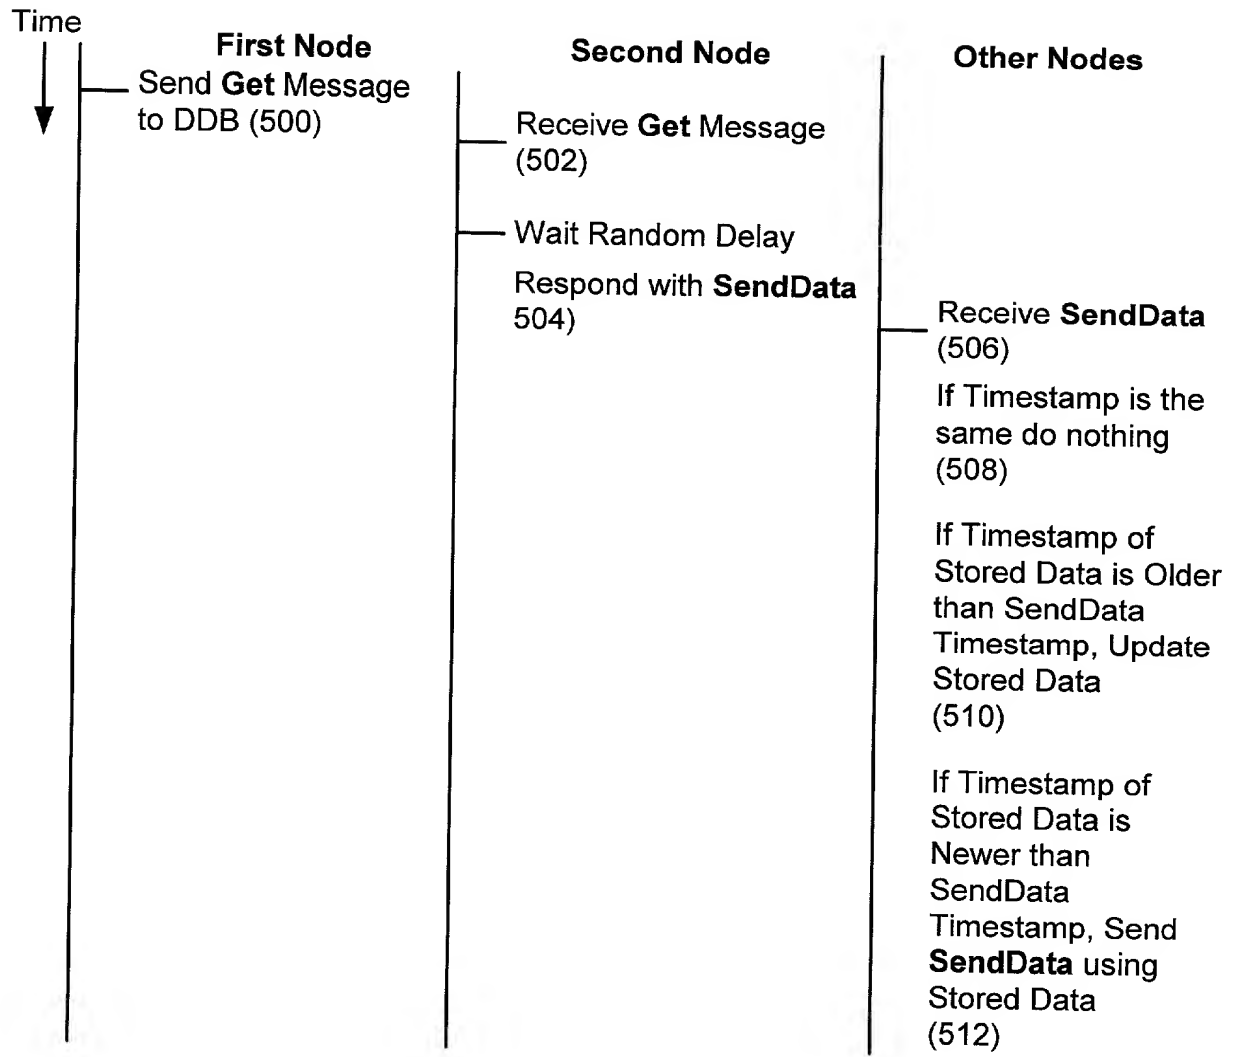 Time
First Node
Send Get Message
to DDB (500)
Second Node
Receive Get Message
(502)
Wait Random Delay
Respond with SendData
504)
Other Nodes
Receive SendData
(506)
If Timestamp is the
same do nothing
(508)
If Timestamp of
Stored Data is Older
than SendData
Timestamp, Update
Stored Data
(510)
If Timestamp of
Stored Data is
Newer than
SendData
Timestamp, Send
SendData using
Stored Data
(512)